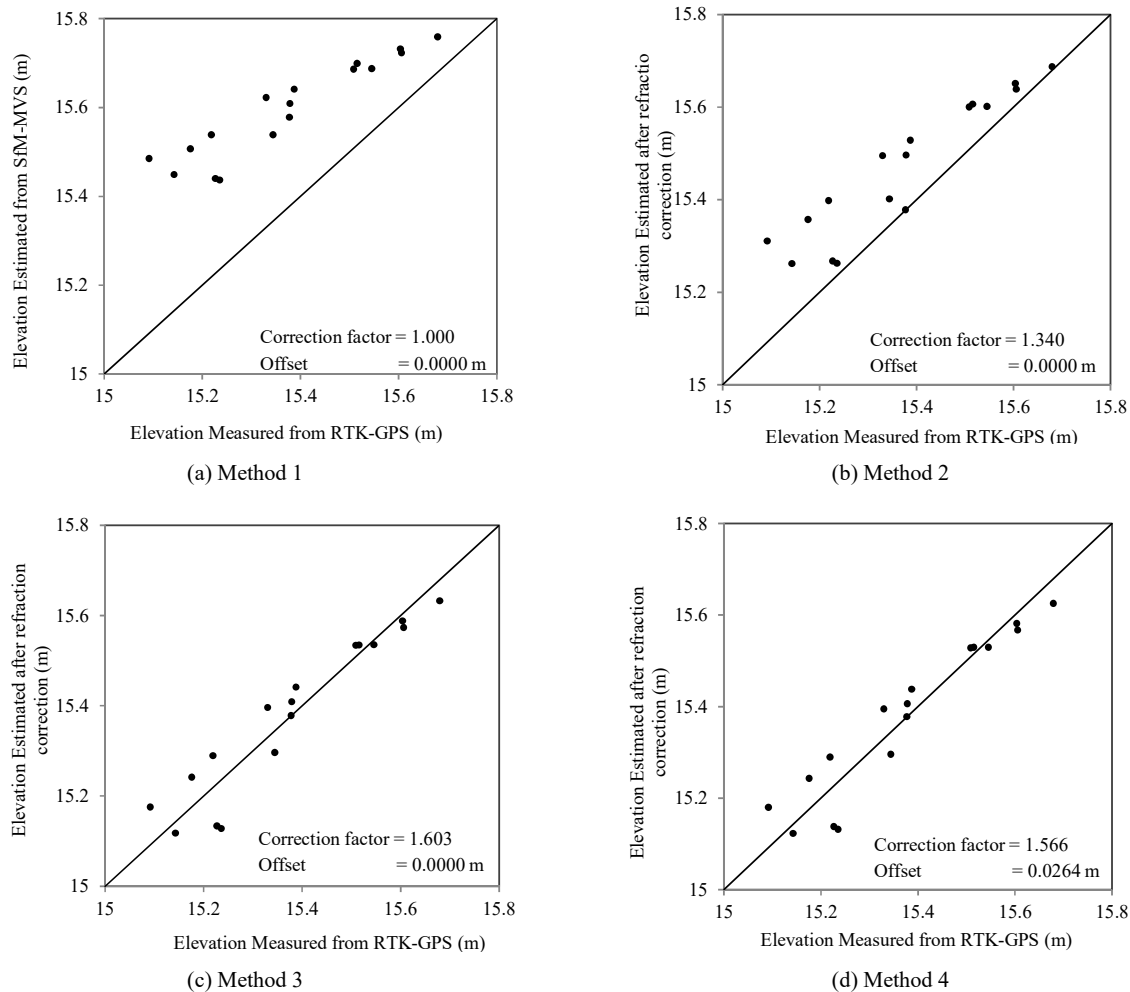 15.8
15.6
15.4
15.2
15
Elevation Estimated from SfM-MVS (m)
Correction factor = 1.000
Offset = 0.0000 m
15 15.2 15.4 15.6 15.8
Elevation Measured from RTK-GPS (m)
(a) Method 1
15.8
15.6
15.4
15.2
15
Elevation Estimated after refractio
correction (m)
Correction factor = 1.340
Offset = 0.0000 m
15 15.2 15.4 15.6 15.8
Elevation Measured from RTK-GPS (m)
(b) Method 2
15.8
15.6
15.4
15.2
15
Elevation Estimated after refraction
correction (m)
Correction factor = 1.603
Offset = 0.0000 m
15 15.2 15.4 15.6 15.8
Elevation Measured from RTK-GPS (m)
(c) Method 3
15.8
15.6
15.4
15.2
15
Elevation Estimated after refraction
correction (m)
Correction factor = 1.566
Offset = 0.0264 m
15 15.2 15.4 15.6 15.8
Elevation Measured from RTK-GPS (m)
(d) Method 4